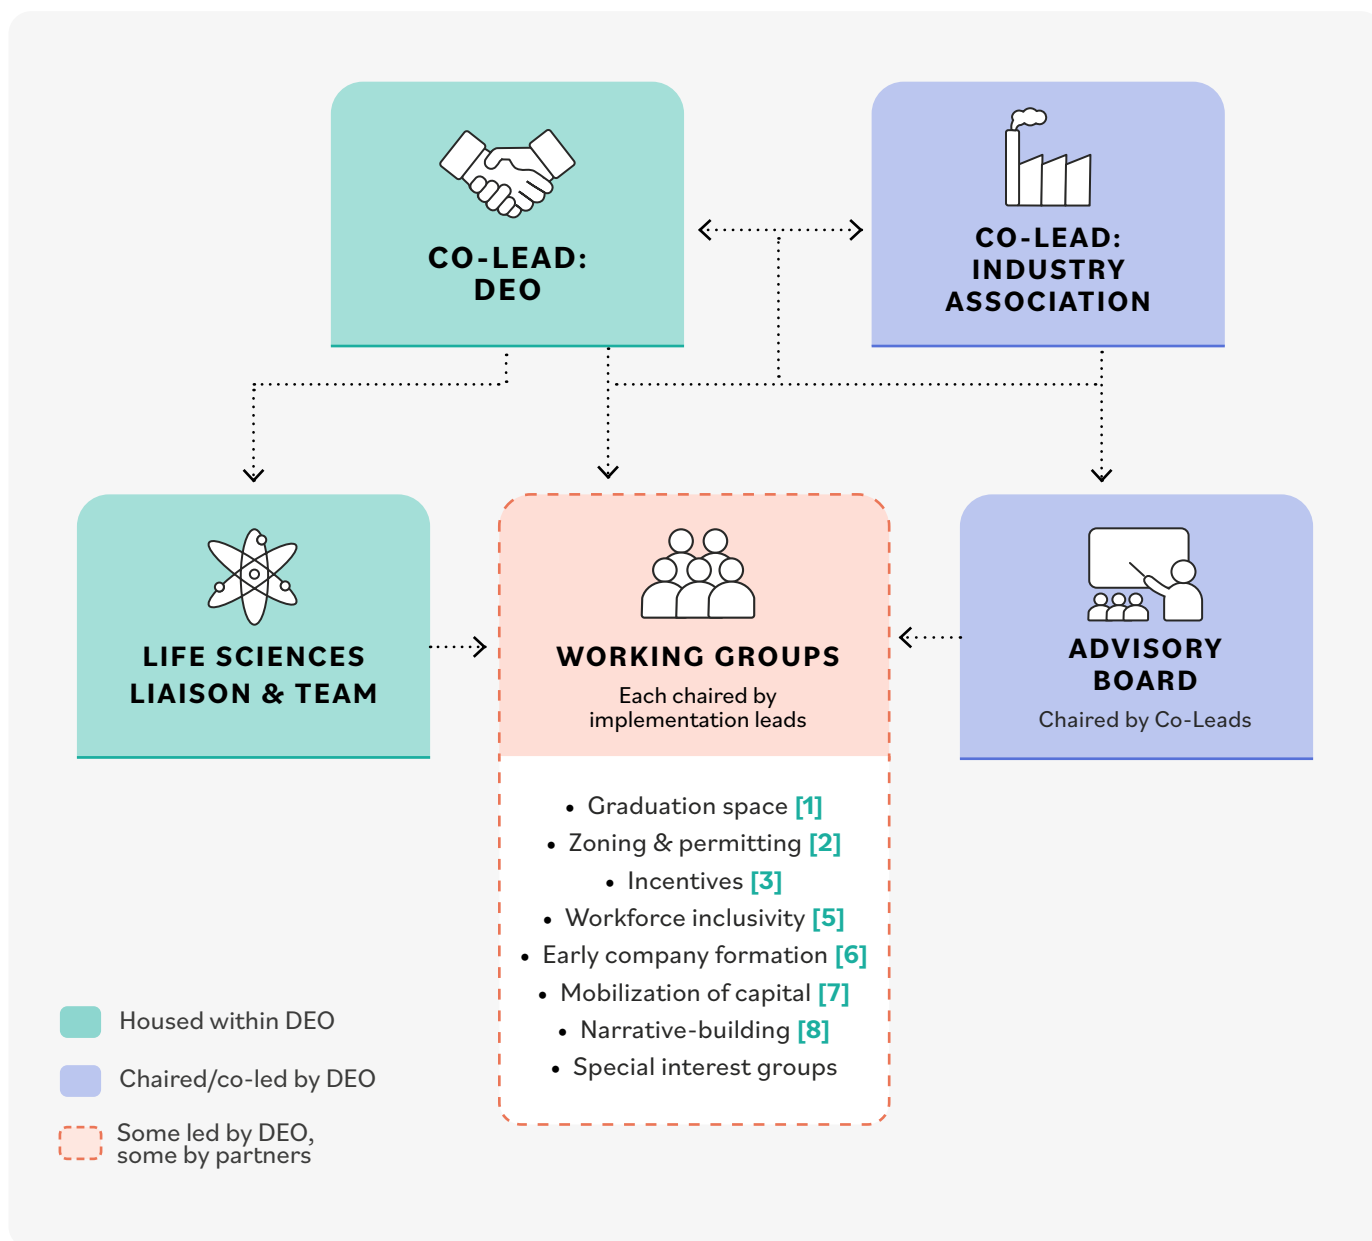 CO-LEAD:
DEO
CO-LEAD:
INDUSTRY
ASSOCIATION
LIFE SCIENCES
LIAISON & TEAM
WORKING GROUPS
Each chaired by
implementation leads
• Graduation space [1]
• Zoning & permitting [2]
• Incentives [3]
• Workforce inclusivity [5]
• Early company formation [6]
• Mobilization of capital [7]
• Narrative-building [8]
• Special interest groups
ADVISORY
BOARD
Chaired by Co-Leads
Housed within DEO
Chaired/co-led by DEO
Some led by DEO,
some by partners